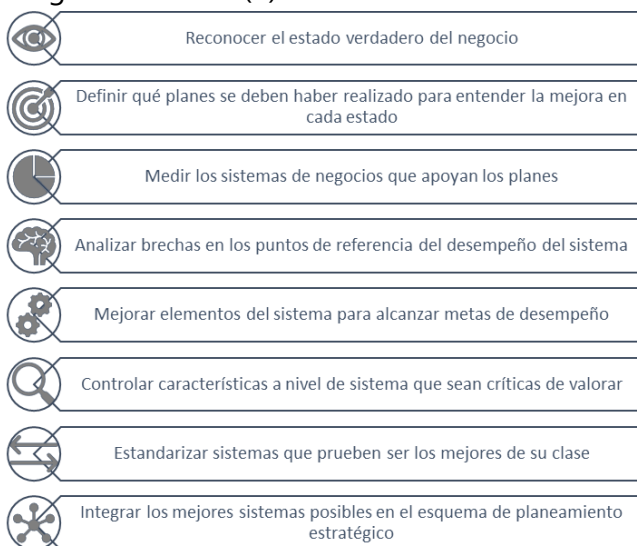 Reconocer el estado verdadero del negocio
Definir qué planes se deben haber realizado para entender la mejora en
cada estado
Medir los sistemas de negocios que apoyan los planes
Analizar brechas en los puntos de referencia del desempeño del sistema
Mejorar elementos del sistema para alcanzar metas de desempeño
Controlar características a nivel de sistema que sean críticas de valorar
Estandarizar sistemas que prueben ser los mejores de su clase
Integrar los mejores sistemas posibles en el esquema de planeamiento
estratégico